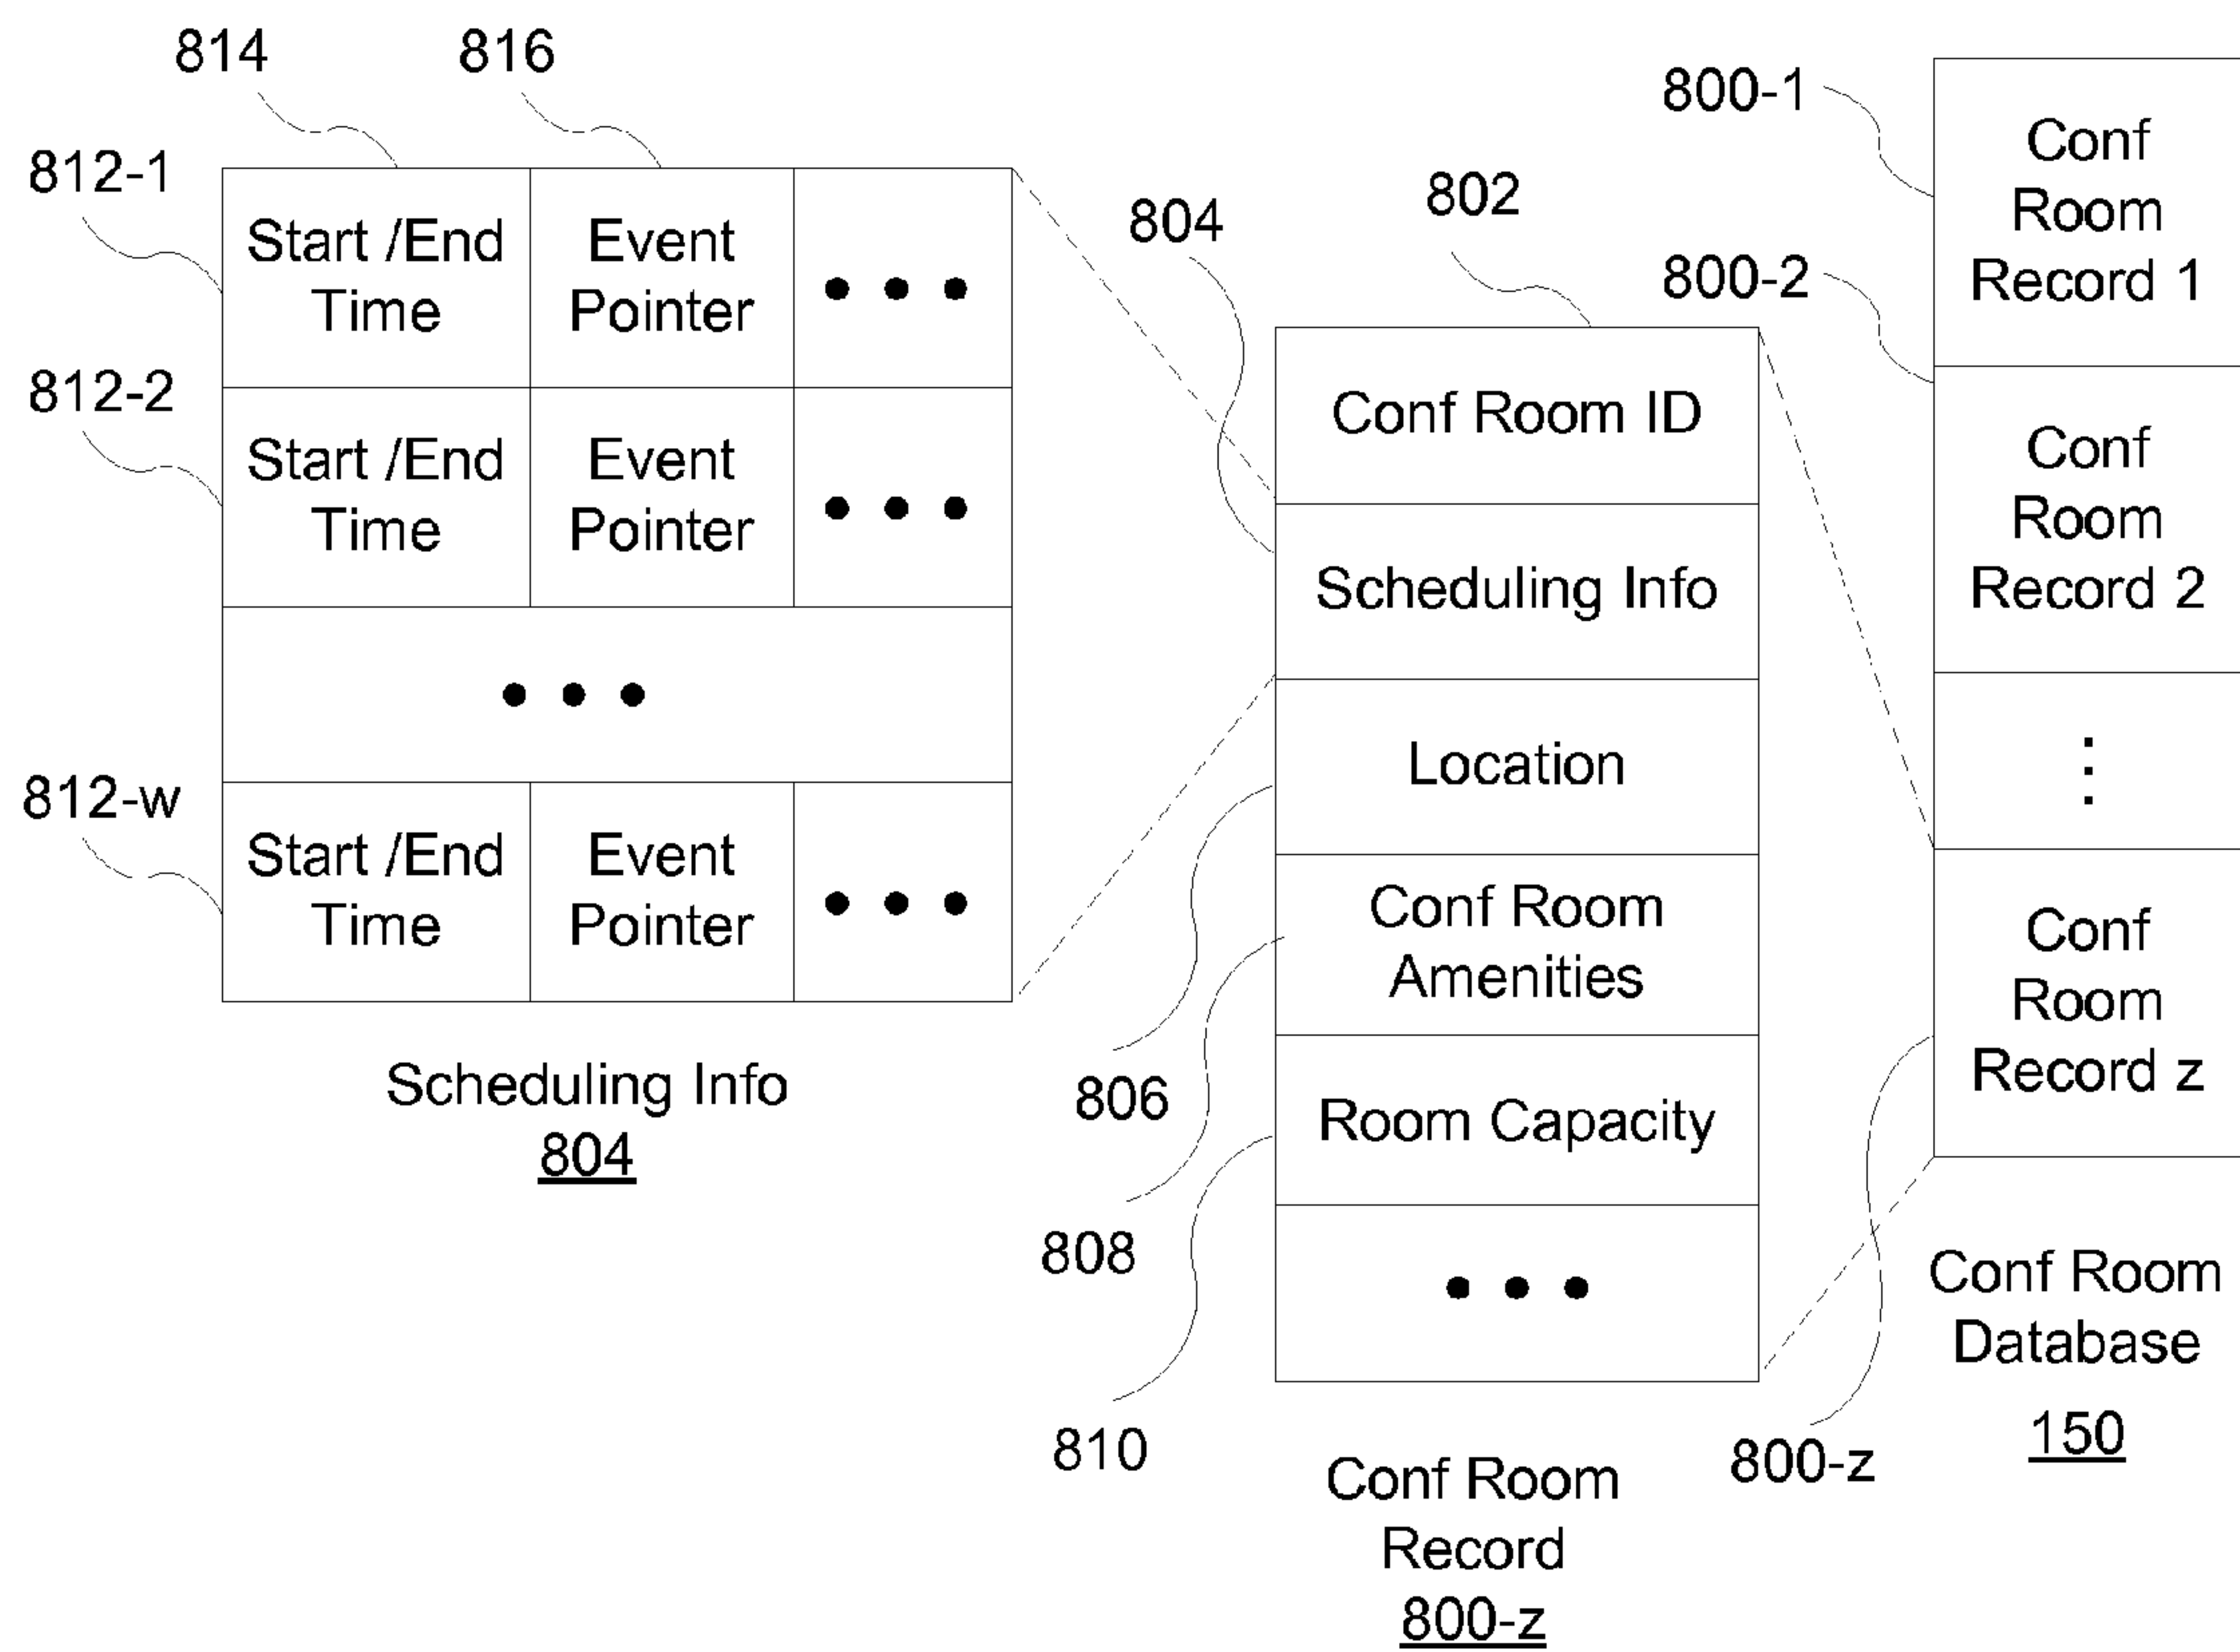 814
816
812-1
Start /End
Time
Event
Pointer
• • •
812-2
Start /End
Time
Event
Pointer
• • •
• • •
812-w
Start /End
Time
Event
Pointer
• • •
Scheduling Info
804
804
802
Conf Room ID
Scheduling Info
Location
Conf Room
Amenities
Room Capacity
• • •
806
808
810
Conf Room
Record
800-z
800-1
Conf
Room
Record 1
800-2
Conf
Room
Record 2
⋮
Conf
Room
Record z
800-z
Conf Room
Database
150